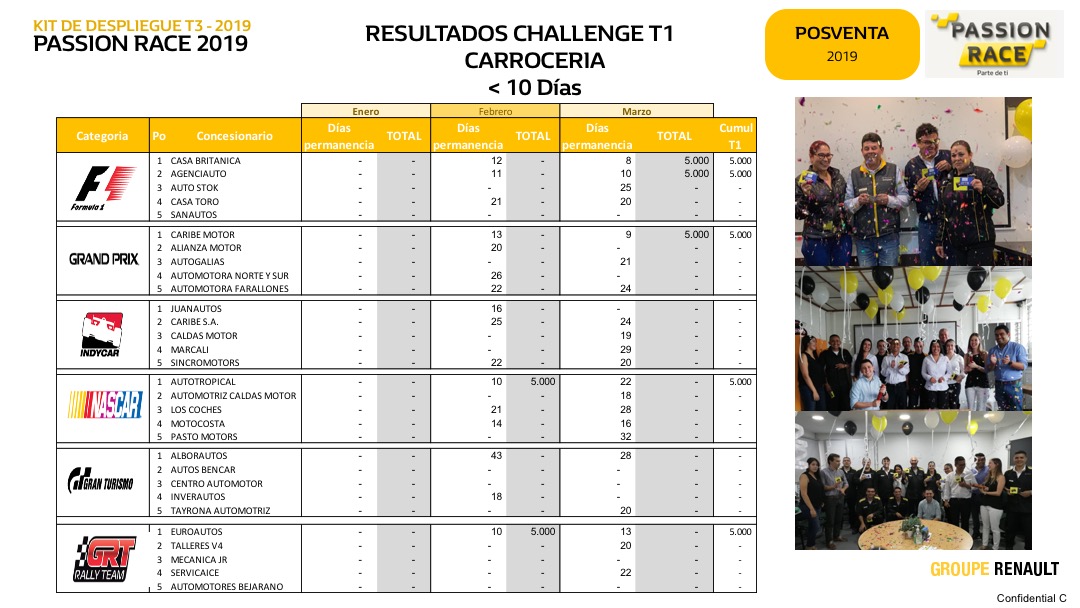 KIT DE DESPLIEGUE T3 - 2019
PASSION RACE 2019
RESULTADOS CHALLENGE T1
CARROCERIA
< 10 Días
POSVENTA
2019
PASSION
RACE
Parte de ti
Enero Febrero Marzo
Categoria Po Concesionario Días permanencia TOTAL Días permanencia TOTAL Días permanencia TOTAL Cumul T1
Formula 1
1 CASA BRITANICA - - 12 - 8 5.000 5.000
2 AGENCIAUTO - - 11 - 10 5.000 5.000
3 AUTO STOK - - - - 25 - -
4 CASA TORO - - 21 - 20 - -
5 SANAUTOS - - - - - - -
GRAND PRIX
1 CARIBE MOTOR - - 13 - 9 5.000 5.000
2 ALIANZA MOTOR - - 20 - - - -
3 AUTOGALIAS - - - - 21 - -
4 AUTOMOTORA NORTE Y SUR - - 26 - - - -
5 AUTOMOTORA FARALLONES - - 22 - 24 - -
INDYCAR
1 JUANAUTOS - - 16 - - - -
2 CARIBE S.A. - - 25 - 24 - -
3 CALDAS MOTOR - - - - 19 - -
4 MARCALI - - - - 29 - -
5 SINCROMOTORS - - 22 - 20 - -
NASCAR
1 AUTOTROPICAL - - 10 5.000 22 - 5.000
2 AUTOMOTRIZ CALDAS MOTOR - - - - 18 - -
3 LOS COCHES - - 21 - 28 - -
4 MOTOCOSTA - - 14 - 16 - -
5 PASTO MOTORS - - - - 32 - -
GRAN TURISMO
1 ALBORAUTOS - - 43 - 28 - -
2 AUTOS BENCAR - - - - - - -
3 CENTRO AUTOMOTOR - - - - - - -
4 INVERAUTOS - - 18 - - - -
5 TAYRONA AUTOMOTRIZ - - - - 20 - -
GRT
RALLY TEAM
1 EUROAUTOS - - 10 5.000 13 - 5.000
2 TALLERES V4 - - - - 20 - -
3 MECANICA JR - - - - - - -
4 SERVICAICE - - - - 22 - -
5 AUTOMOTORES BEJARANO - - - - - - -
GROUPE RENAULT
Confidential C